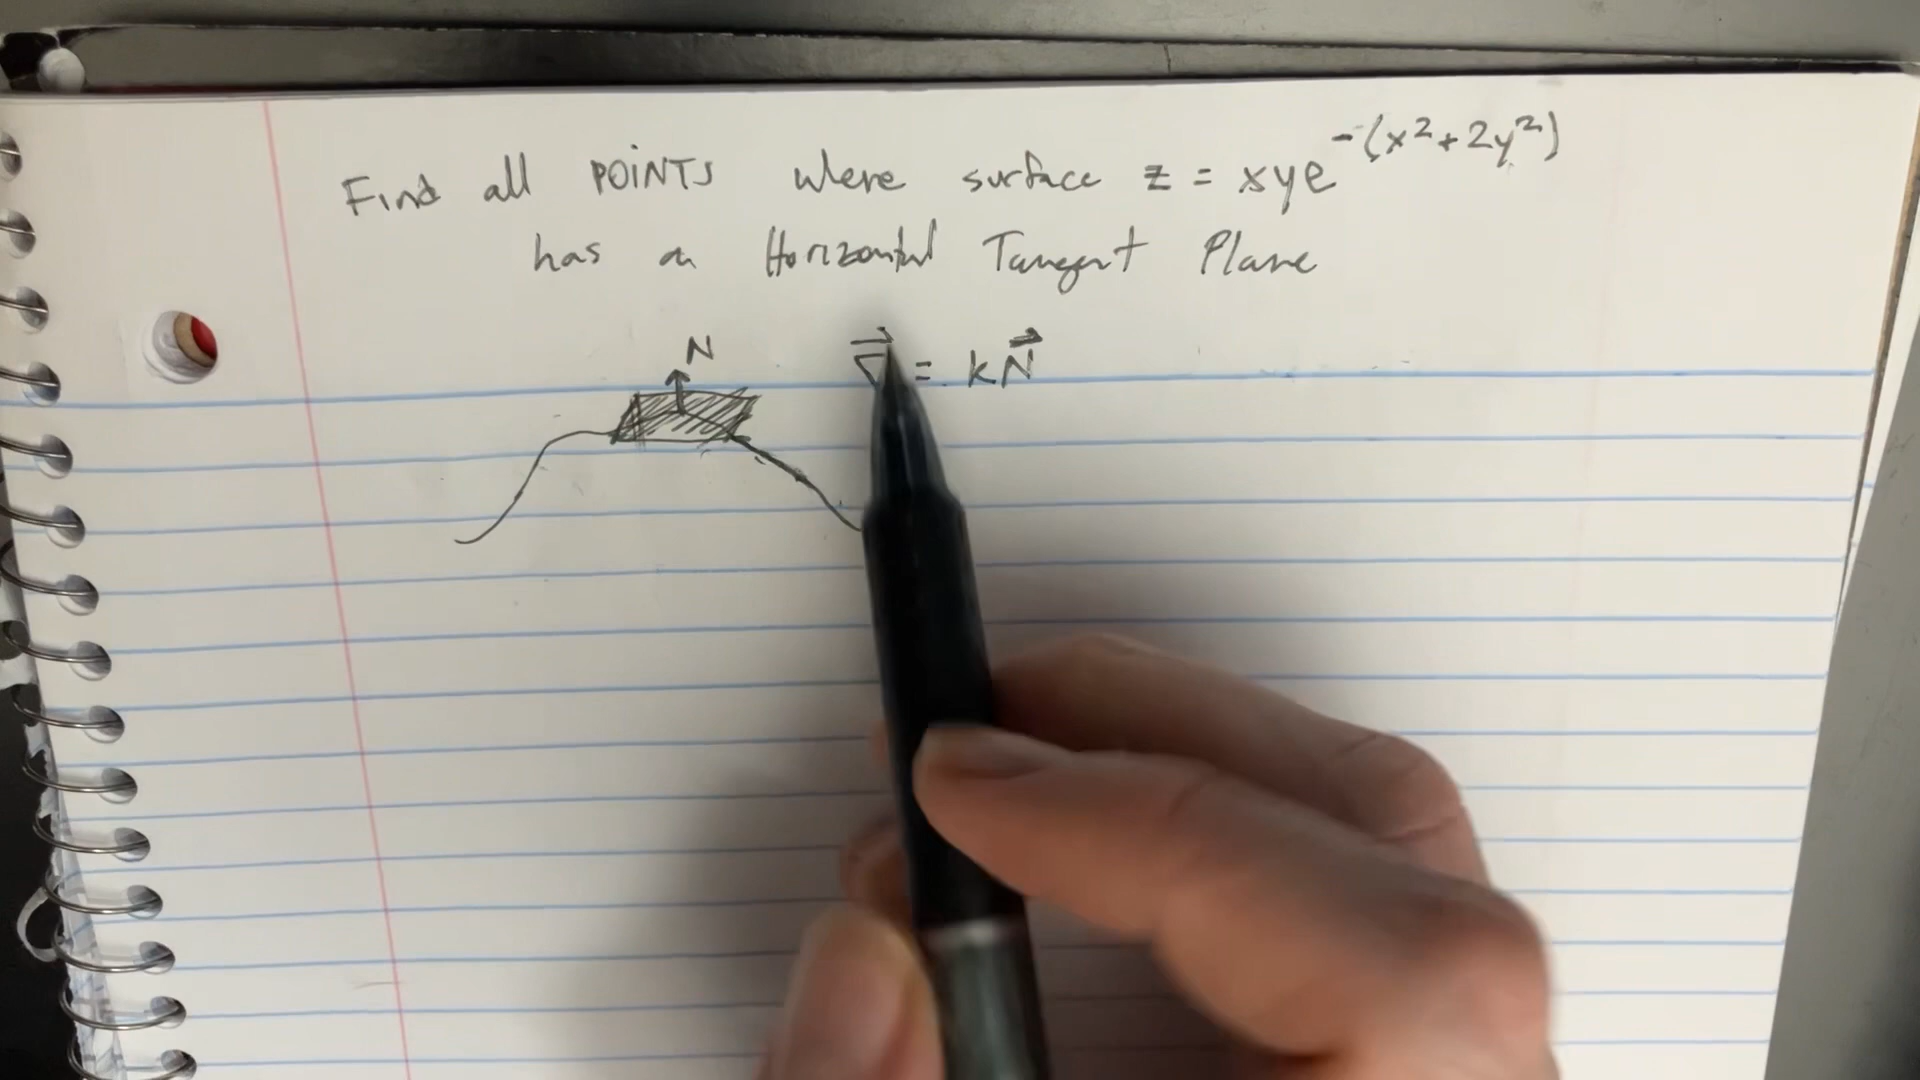 Find all POINTS where surface z = xye^-(x²+2y²)
has a Horizontal Tangent Plane
N
∇⃗ = kN⃗